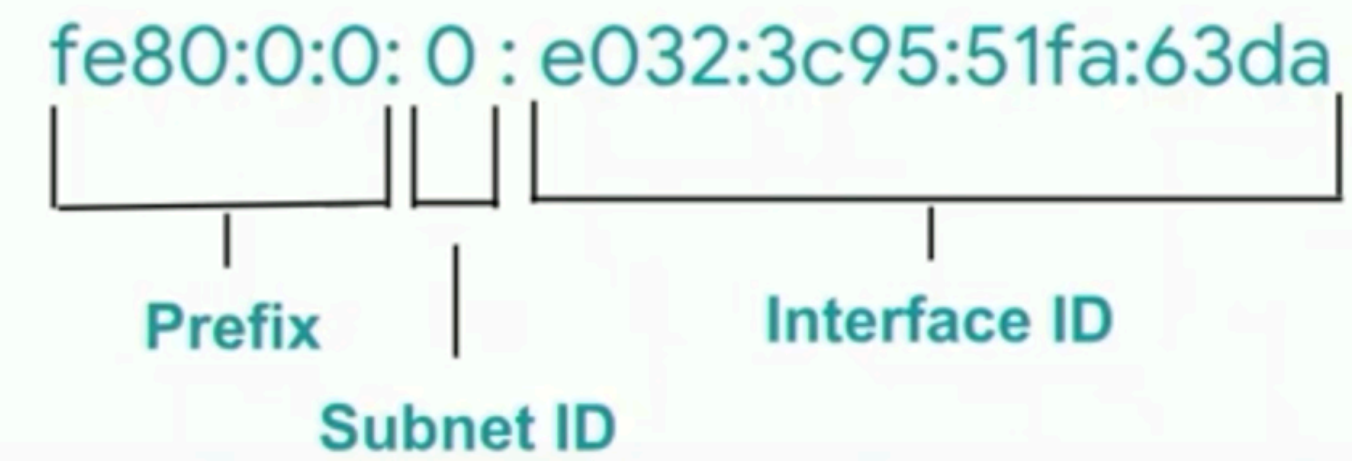 fe80:0:0: 0 : e032:3c95:51fa:63da
Prefix
Interface ID
Subnet ID